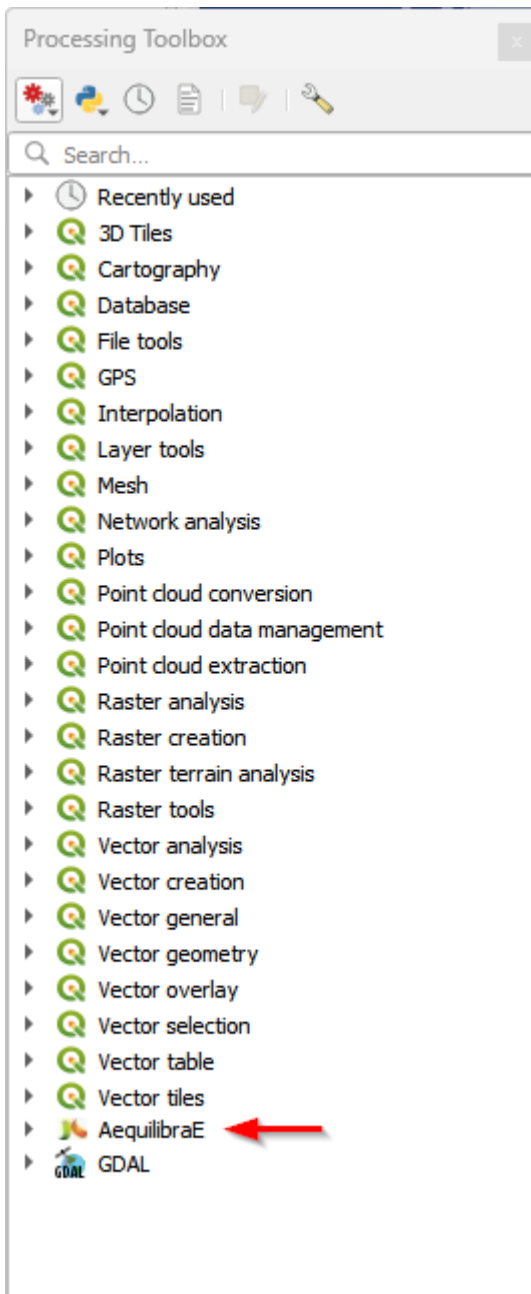 Processing Toolbox
x
Search...
Recently used
3D Tiles
Cartography
Database
File tools
GPS
Interpolation
Layer tools
Mesh
Network analysis
Plots
Point cloud conversion
Point cloud data management
Point cloud extraction
Raster analysis
Raster creation
Raster terrain analysis
Raster tools
Vector analysis
Vector creation
Vector general
Vector geometry
Vector overlay
Vector selection
Vector table
Vector tiles
AequilibraE
GDAL GDAL